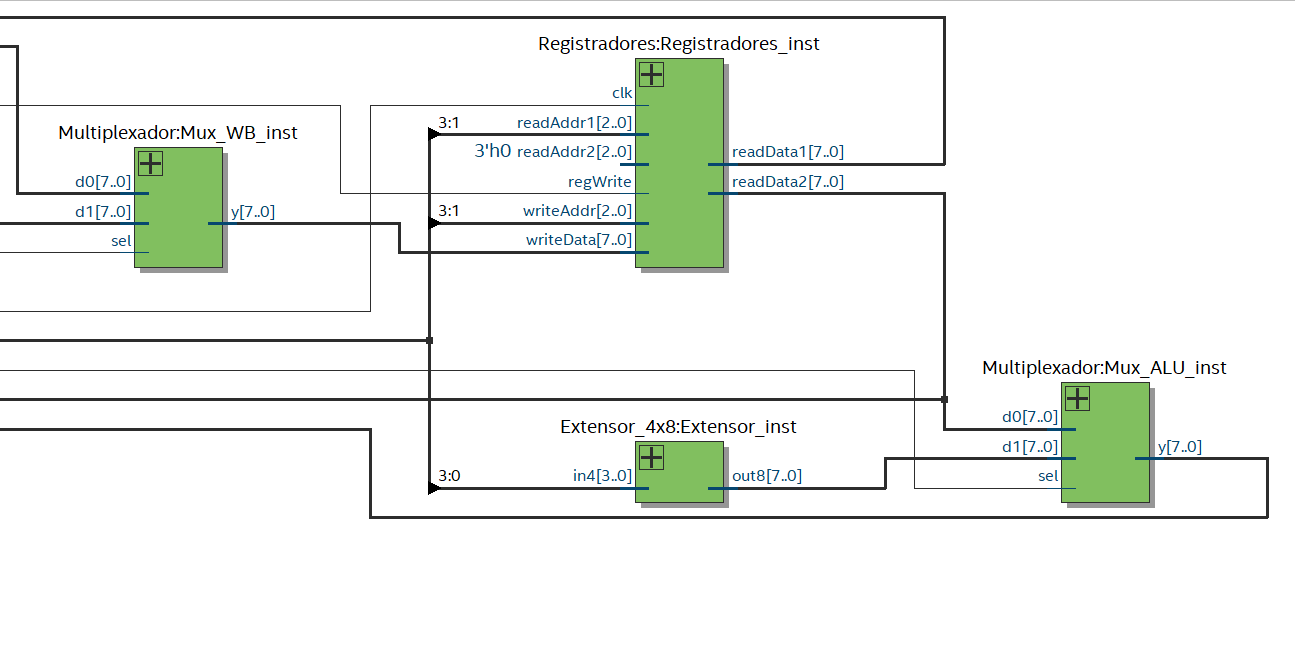 Registradores:Registradores_inst
clk
3:1
readAddr1[2..0]
3'h0
readAddr2[2..0]
regWrite
3:1
writeAddr[2..0]
writeData[7..0]
readData1[7..0]
readData2[7..0]
Multiplexador:Mux_WB_inst
d0[7..0]
d1[7..0]
sel
y[7..0]
Extensor_4x8:Extensor_inst
3:0
in4[3..0]
out8[7..0]
Multiplexador:Mux_ALU_inst
d0[7..0]
d1[7..0]
sel
y[7..0]